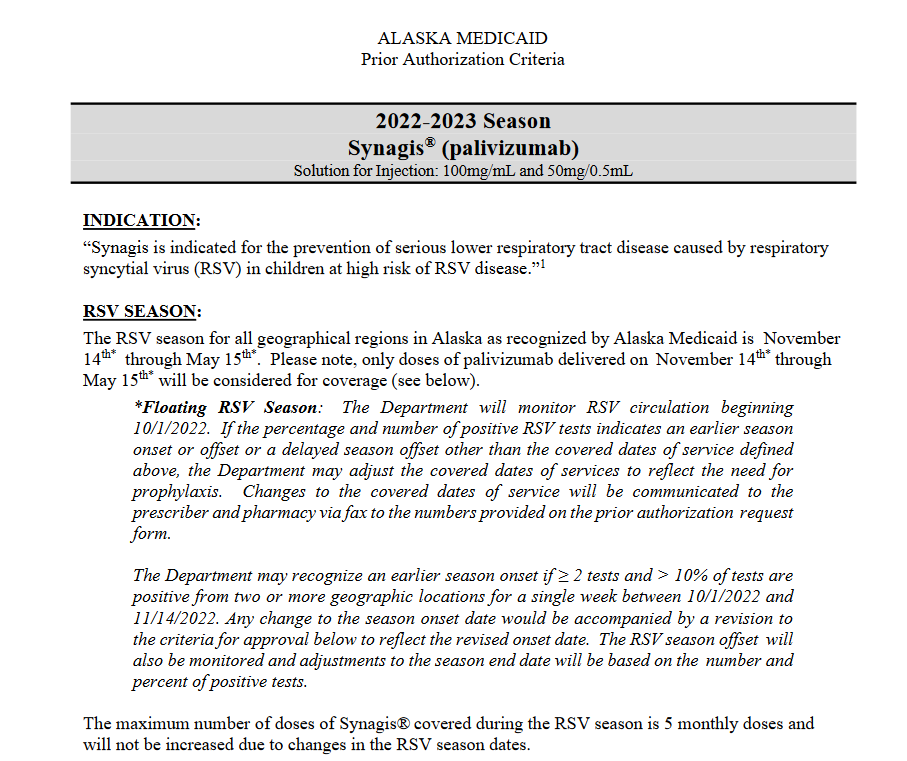 ALASKA MEDICAID
Prior Authorization Criteria
2022-2023 Season
Synagis® (palivizumab)
Solution for Injection: 100mg/mL and 50mg/0.5mL
INDICATION:
“Synagis is indicated for the prevention of serious lower respiratory tract disease caused by respiratory
syncytial virus (RSV) in children at high risk of RSV disease.”1
RSV SEASON:
The RSV season for all geographical regions in Alaska as recognized by Alaska Medicaid is November
14th* through May 15th*. Please note, only doses of palivizumab delivered on November 14th* through
May 15th* will be considered for coverage (see below).
*Floating RSV Season: The Department will monitor RSV circulation beginning
10/1/2022. If the percentage and number of positive RSV tests indicates an earlier season
onset or offset or a delayed season offset other than the covered dates of service defined
above, the Department may adjust the covered dates of services to reflect the need for
prophylaxis. Changes to the covered dates of service will be communicated to the
prescriber and pharmacy via fax to the numbers provided on the prior authorization request
form.
The Department may recognize an earlier season onset if ≥ 2 tests and > 10% of tests are
positive from two or more geographic locations for a single week between 10/1/2022 and
11/14/2022. Any change to the season onset date would be accompanied by a revision to
the criteria for approval below to reflect the revised onset date. The RSV season offset will
also be monitored and adjustments to the season end date will be based on the number and
percent of positive tests.
The maximum number of doses of Synagis® covered during the RSV season is 5 monthly doses and
will not be increased due to changes in the RSV season dates.